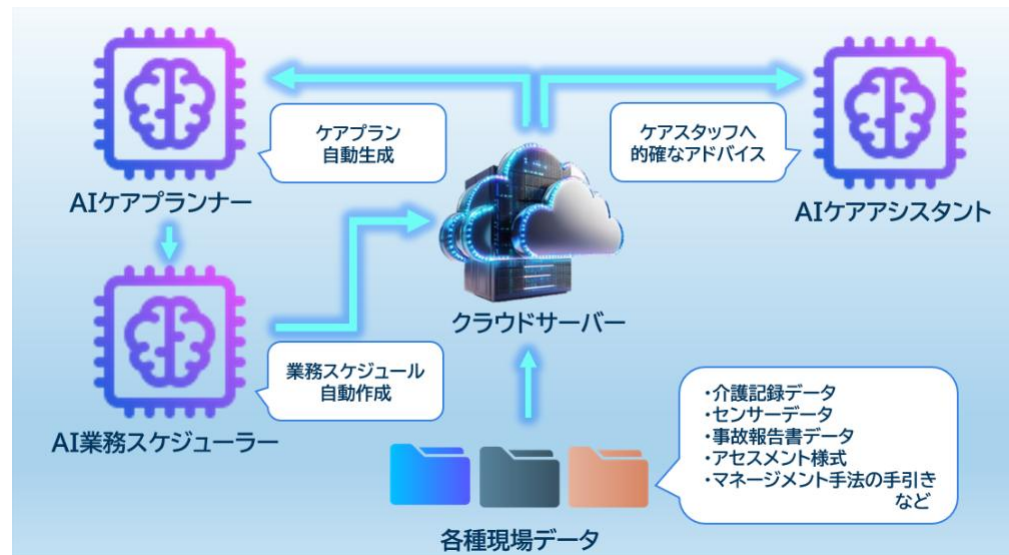 ケアプラン
自動生成
ケアスタッフへ
的確なアドバイス
AIケアプランナー
AIケアアシスタント
クラウドサーバー
業務スケジュール
自動作成
AI業務スケジューラー
・介護記録データ
・センサーデータ
・事故報告書データ
・アセスメント様式
・マネージメント手法の手引き
など
各種現場データ